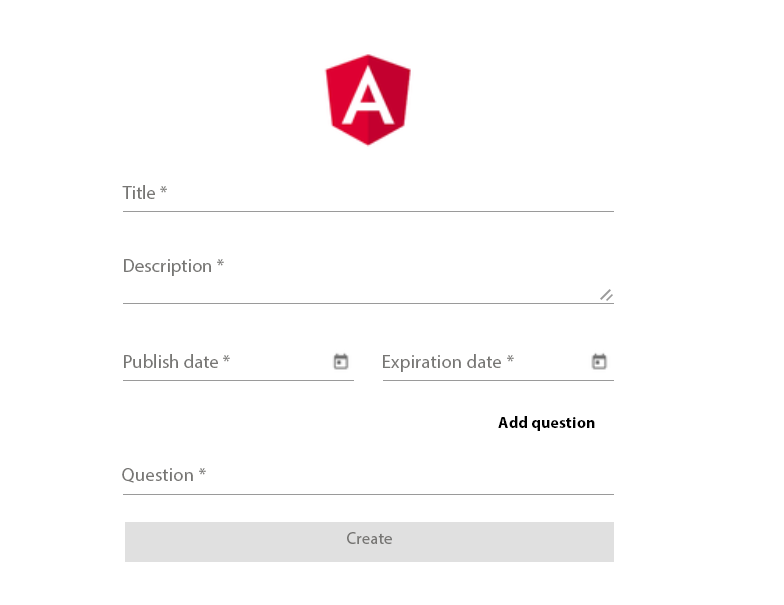 A
Title *
Description *
Publish date *
Expiration date *
Add question
Question *
Create